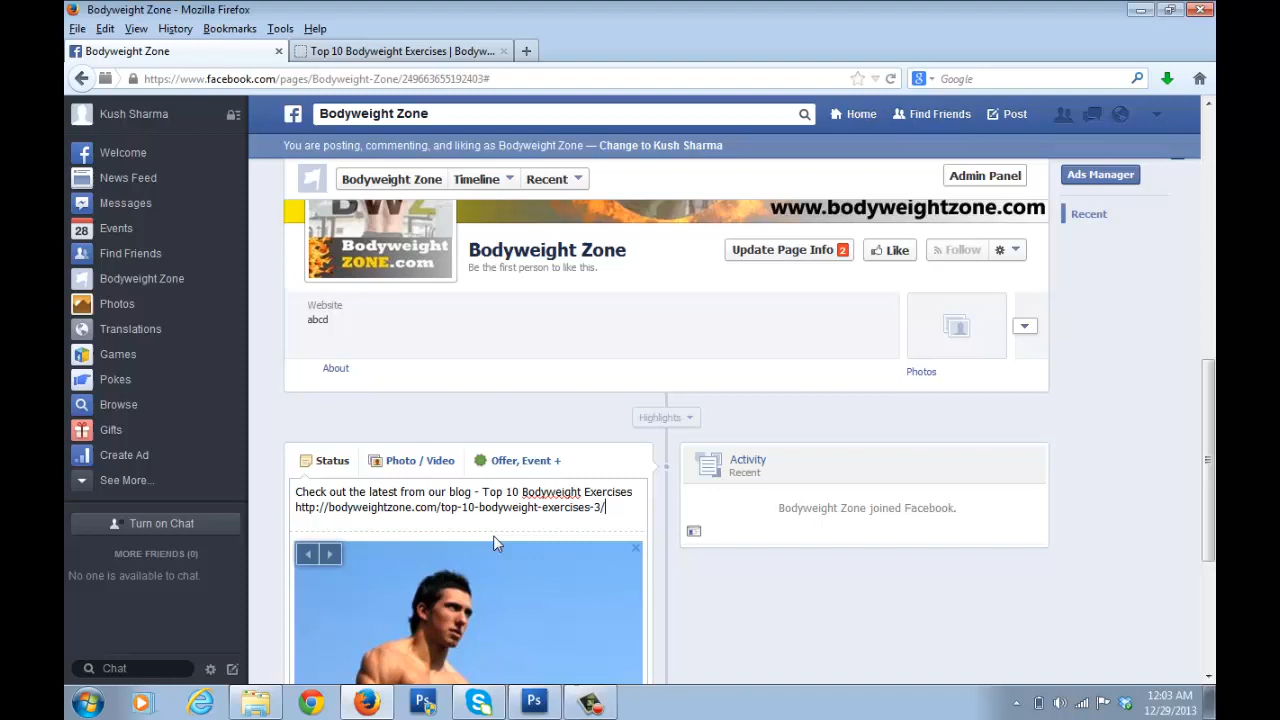 Bodyweight Zone - Mozilla Firefox
File Edit View History Bookmarks Tools Help
Bodyweight Zone
Top 10 Bodyweight Exercises | Bodyw...
https://www.facebook.com/pages/Bodyweight-Zone/249663655192403#
Google
Kush Sharma
Bodyweight Zone
Home
Find Friends
Post
You are posting, commenting, and liking as Bodyweight Zone — Change to Kush Sharma
Welcome
News Feed
Messages
28
Events
Find Friends
Bodyweight Zone
Photos
Translations
Games
Pokes
Browse
Gifts
Create Ad
See More...
Turn on Chat
MORE FRIENDS (0)
No one is available to chat.
Chat
Bodyweight Zone
Timeline
Recent
Admin Panel
Ads Manager
Recent
www.bodyweightzone.com
BWZ
Bodyweight
ZONE.com
Bodyweight Zone
Be the first person to like this.
Update Page Info 2
Like
Follow
Website
abcd
About
Photos
Highlights
Status
Photo / Video
Offer, Event +
Check out the latest from our blog - Top 10 Bodyweight Exercises
http://bodyweightzone.com/top-10-bodyweight-exercises-3/
Activity
Recent
Bodyweight Zone joined Facebook.
Ps
Ps
12:03 AM
12/29/2013